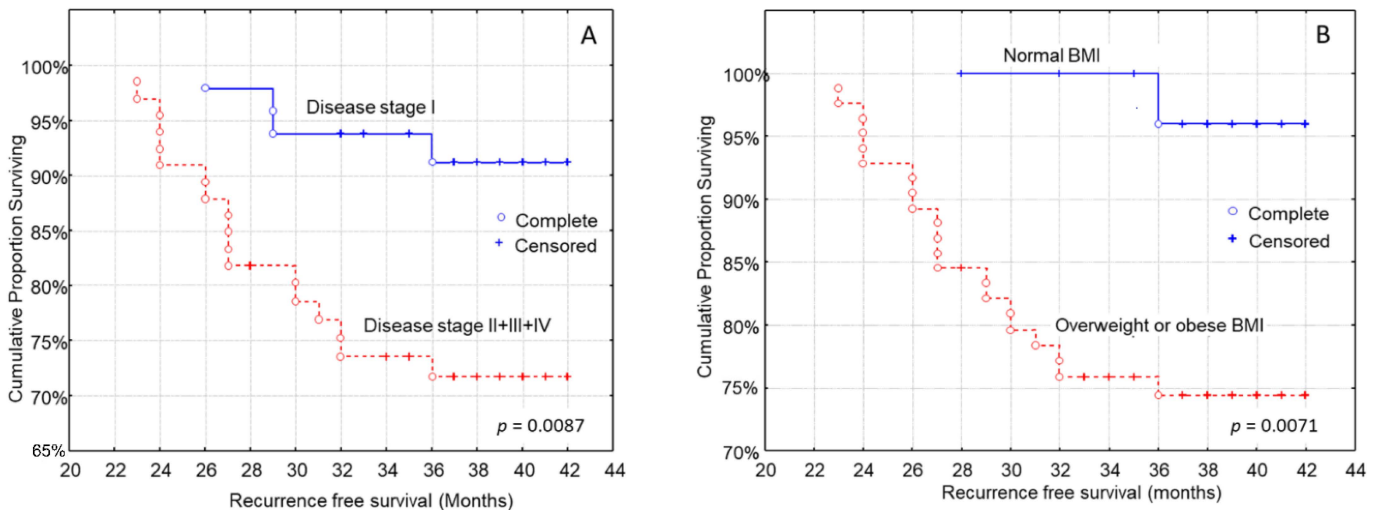 A
Cumulative Proportion Surviving
100%
95%
90%
85%
80%
75%
70%
65%
Disease stage I
Complete
Censored
Disease stage II+III+IV
p = 0.0087
20 22 24 26 28 30 32 34 36 38 40 42 44
Recurrence free survival (Months)
B
Cumulative Proportion Surviving
100%
95%
90%
85%
80%
75%
70%
Normal BMI
Complete
Censored
Overweight or obese BMI
p = 0.0071
20 22 24 26 28 30 32 34 36 38 40 42 44
Recurrence free survival (months)